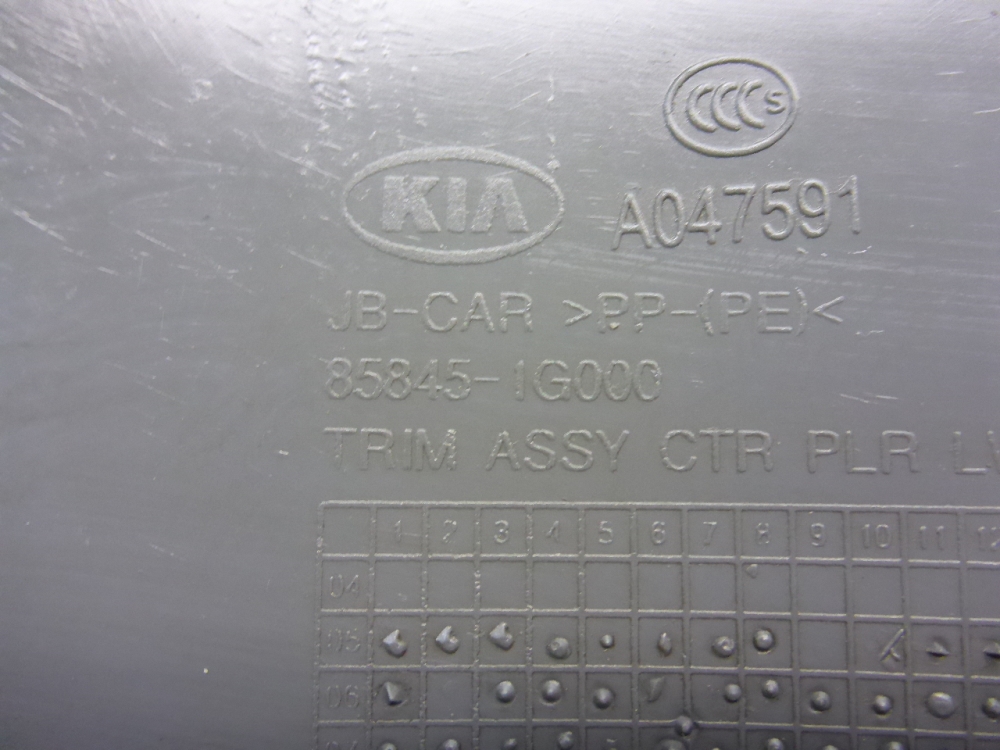 CCC S
KIA A047591
JB-CAR >PP-(PE)<
85845-1G000
TRIM ASSY CTR PLR
1 2 3 4 5 6 7 8 9 10 11 12
04
05
06